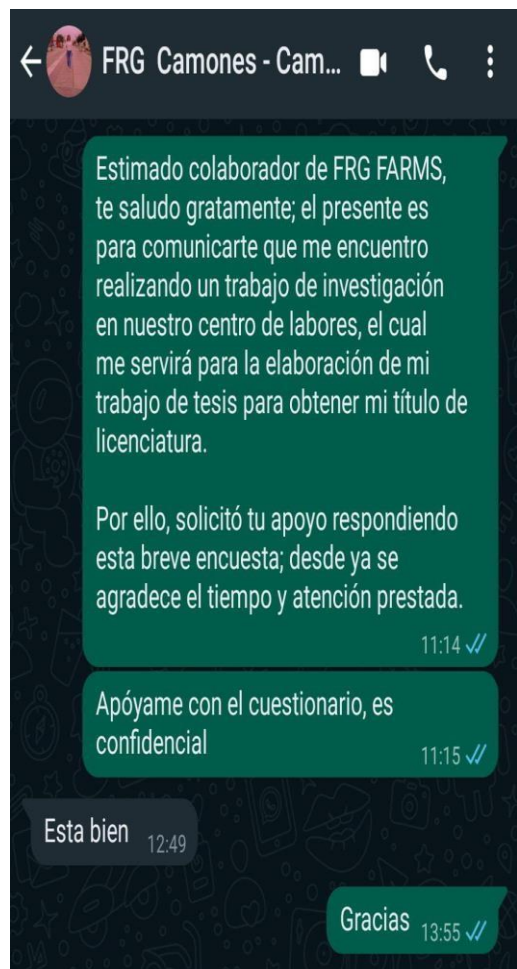 FRG Camones - Cam...
Estimado colaborador de FRG FARMS,
te saludo gratamente; el presente es
para comunicarte que me encuentro
realizando un trabajo de investigación
en nuestro centro de labores, el cual
me servirá para la elaboración de mi
trabajo de tesis para obtener mi título de
licenciatura.
Por ello, solicitó tu apoyo respondiendo
esta breve encuesta; desde ya se
agradece el tiempo y atención prestada.
11:14
Apóyame con el cuestionario, es
confidencial
11:15
Esta bien 12:49
Gracias 13:55